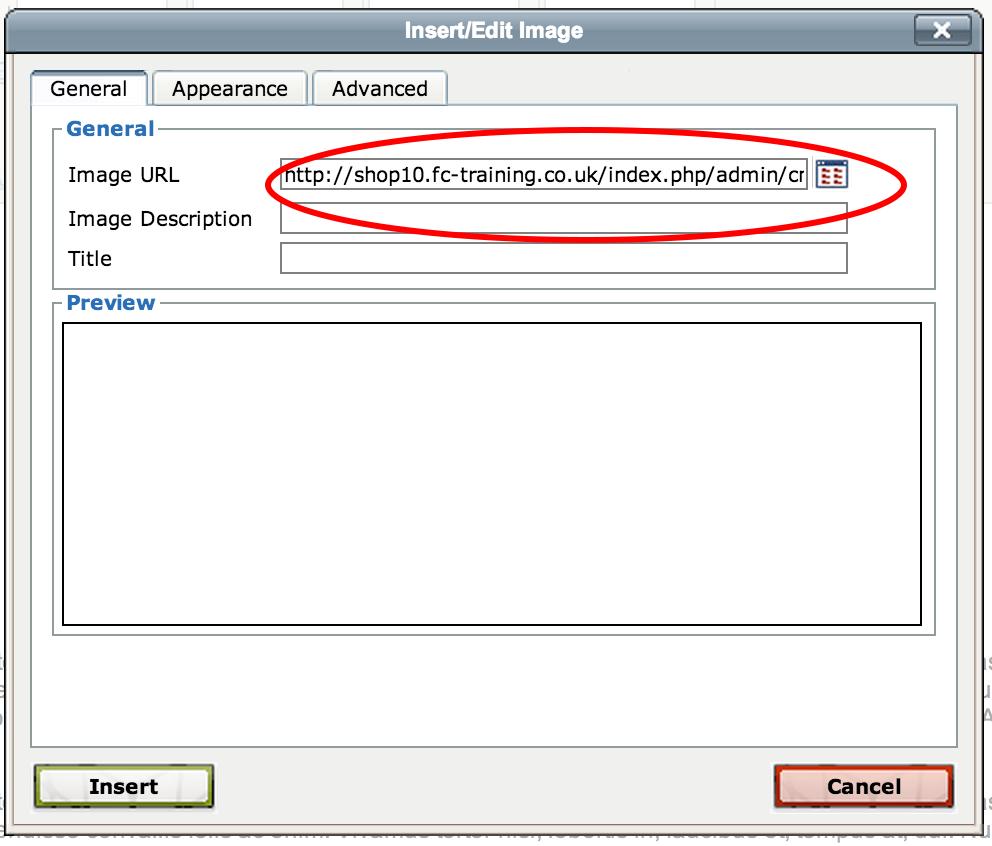 Insert/Edit Image
General Appearance Advanced
General
Image URL http://shop10.fc-training.co.uk/index.php/admin/cr
Image Description
Title
Preview
Insert Cancel